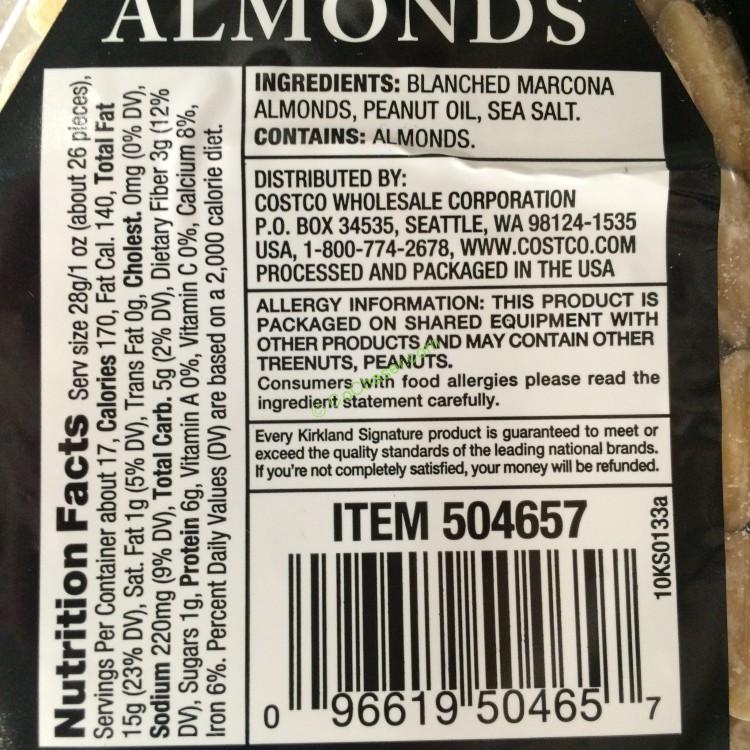 ALMONDS
Nutrition Facts Serv size 28g/1 oz (about 26 pieces),
Servings Per Container about 17, Calories 170, Fat Cal. 140, Total Fat
15g (23% DV), Sat. Fat 1g (5% DV), Trans Fat 0g, Cholest. 0mg (0% DV),
Sodium 220mg (9% DV), Total Carb. 5g (2% DV), Dietary Fiber 3g (12%
DV), Sugars 1g, Protein 6g, Vitamin A 0%, Vitamin C 0%, Calcium 8%,
Iron 6%. Percent Daily Values (DV) are based on a 2,000 calorie diet.
INGREDIENTS: BLANCHED MARCONA
ALMONDS, PEANUT OIL, SEA SALT.
CONTAINS: ALMONDS.
DISTRIBUTED BY:
COSTCO WHOLESALE CORPORATION
P.O. BOX 34535, SEATTLE, WA 98124-1535
USA, 1-800-774-2678, WWW.COSTCO.COM
PROCESSED AND PACKAGED IN THE USA
ALLERGY INFORMATION: THIS PRODUCT IS
PACKAGED ON SHARED EQUIPMENT WITH
OTHER PRODUCTS AND MAY CONTAIN OTHER
TREENUTS, PEANUTS.
Consumers with food allergies please read the
ingredient statement carefully.
Every Kirkland Signature product is guaranteed to meet or
exceed the quality standards of the leading national brands.
If you're not completely satisfied, your money will be refunded.
ITEM 504657
10KS0133a
0 96619 50465 7